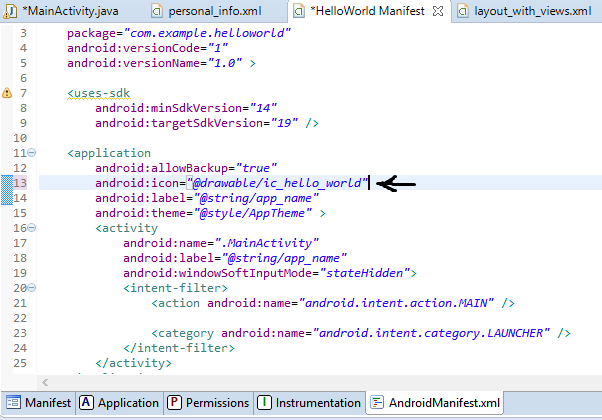 *MainActivity.java personal_info.xml *HelloWorld Manifest layout_with_views.xml
3 package="com.example.helloworld"
4 android:versionCode="1"
5 android:versionName="1.0" >
6
7 <uses-sdk
8 android:minSdkVersion="14"
9 android:targetSdkVersion="19" />
10
11 <application
12 android:allowBackup="true"
13 android:icon="@drawable/ic_hello_world"
14 android:label="@string/app_name"
15 android:theme="@style/AppTheme" >
16 <activity
17 android:name=".MainActivity"
18 android:label="@string/app_name"
19 android:windowSoftInputMode="stateHidden">
20 <intent-filter>
21 <action android:name="android.intent.action.MAIN" />
22
23 <category android:name="android.intent.category.LAUNCHER" />
24 </intent-filter>
25 </activity>
Manifest A Application P Permissions I Instrumentation AndroidManifest.xml